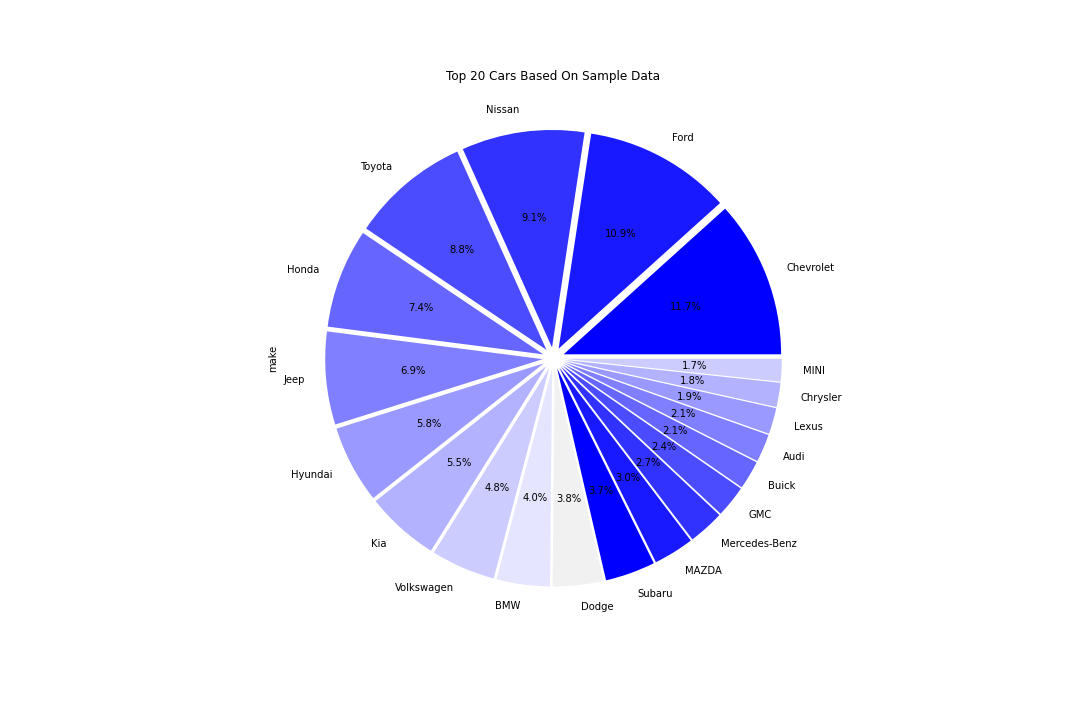 Top 20 Cars Based On Sample Data
Nissan
Ford
Toyota
9.1%
10.9%
8.8%
Honda
Chevrolet
7.4%
11.7%
make
Jeep
6.9%
1.7%
MINI
1.8%
Chrysler
1.9%
2.1%
Lexus
5.8%
2.1%
2.4%
Audi
5.5%
2.7%
Hyundai
3.0%
Buick
4.8%
3.7%
4.0%
3.8%
GMC
Kia
Mercedes-Benz
MAZDA
Volkswagen
Subaru
BMW
Dodge